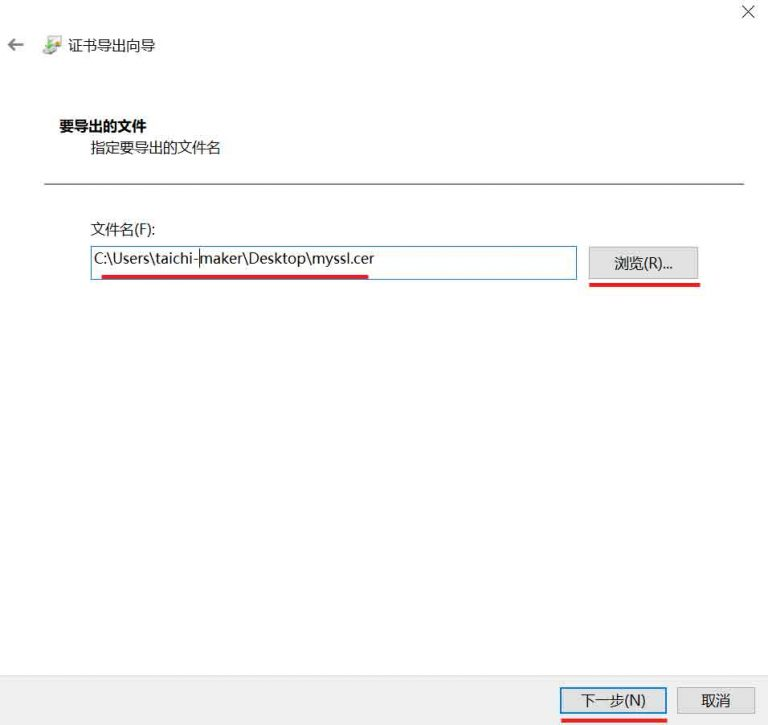 证书导出向导
要导出的文件
指定要导出的文件名
文件名(F):
C:\Users\taichi-maker\Desktop\myssl.cer
浏览(R)...
下一步(N)
取消